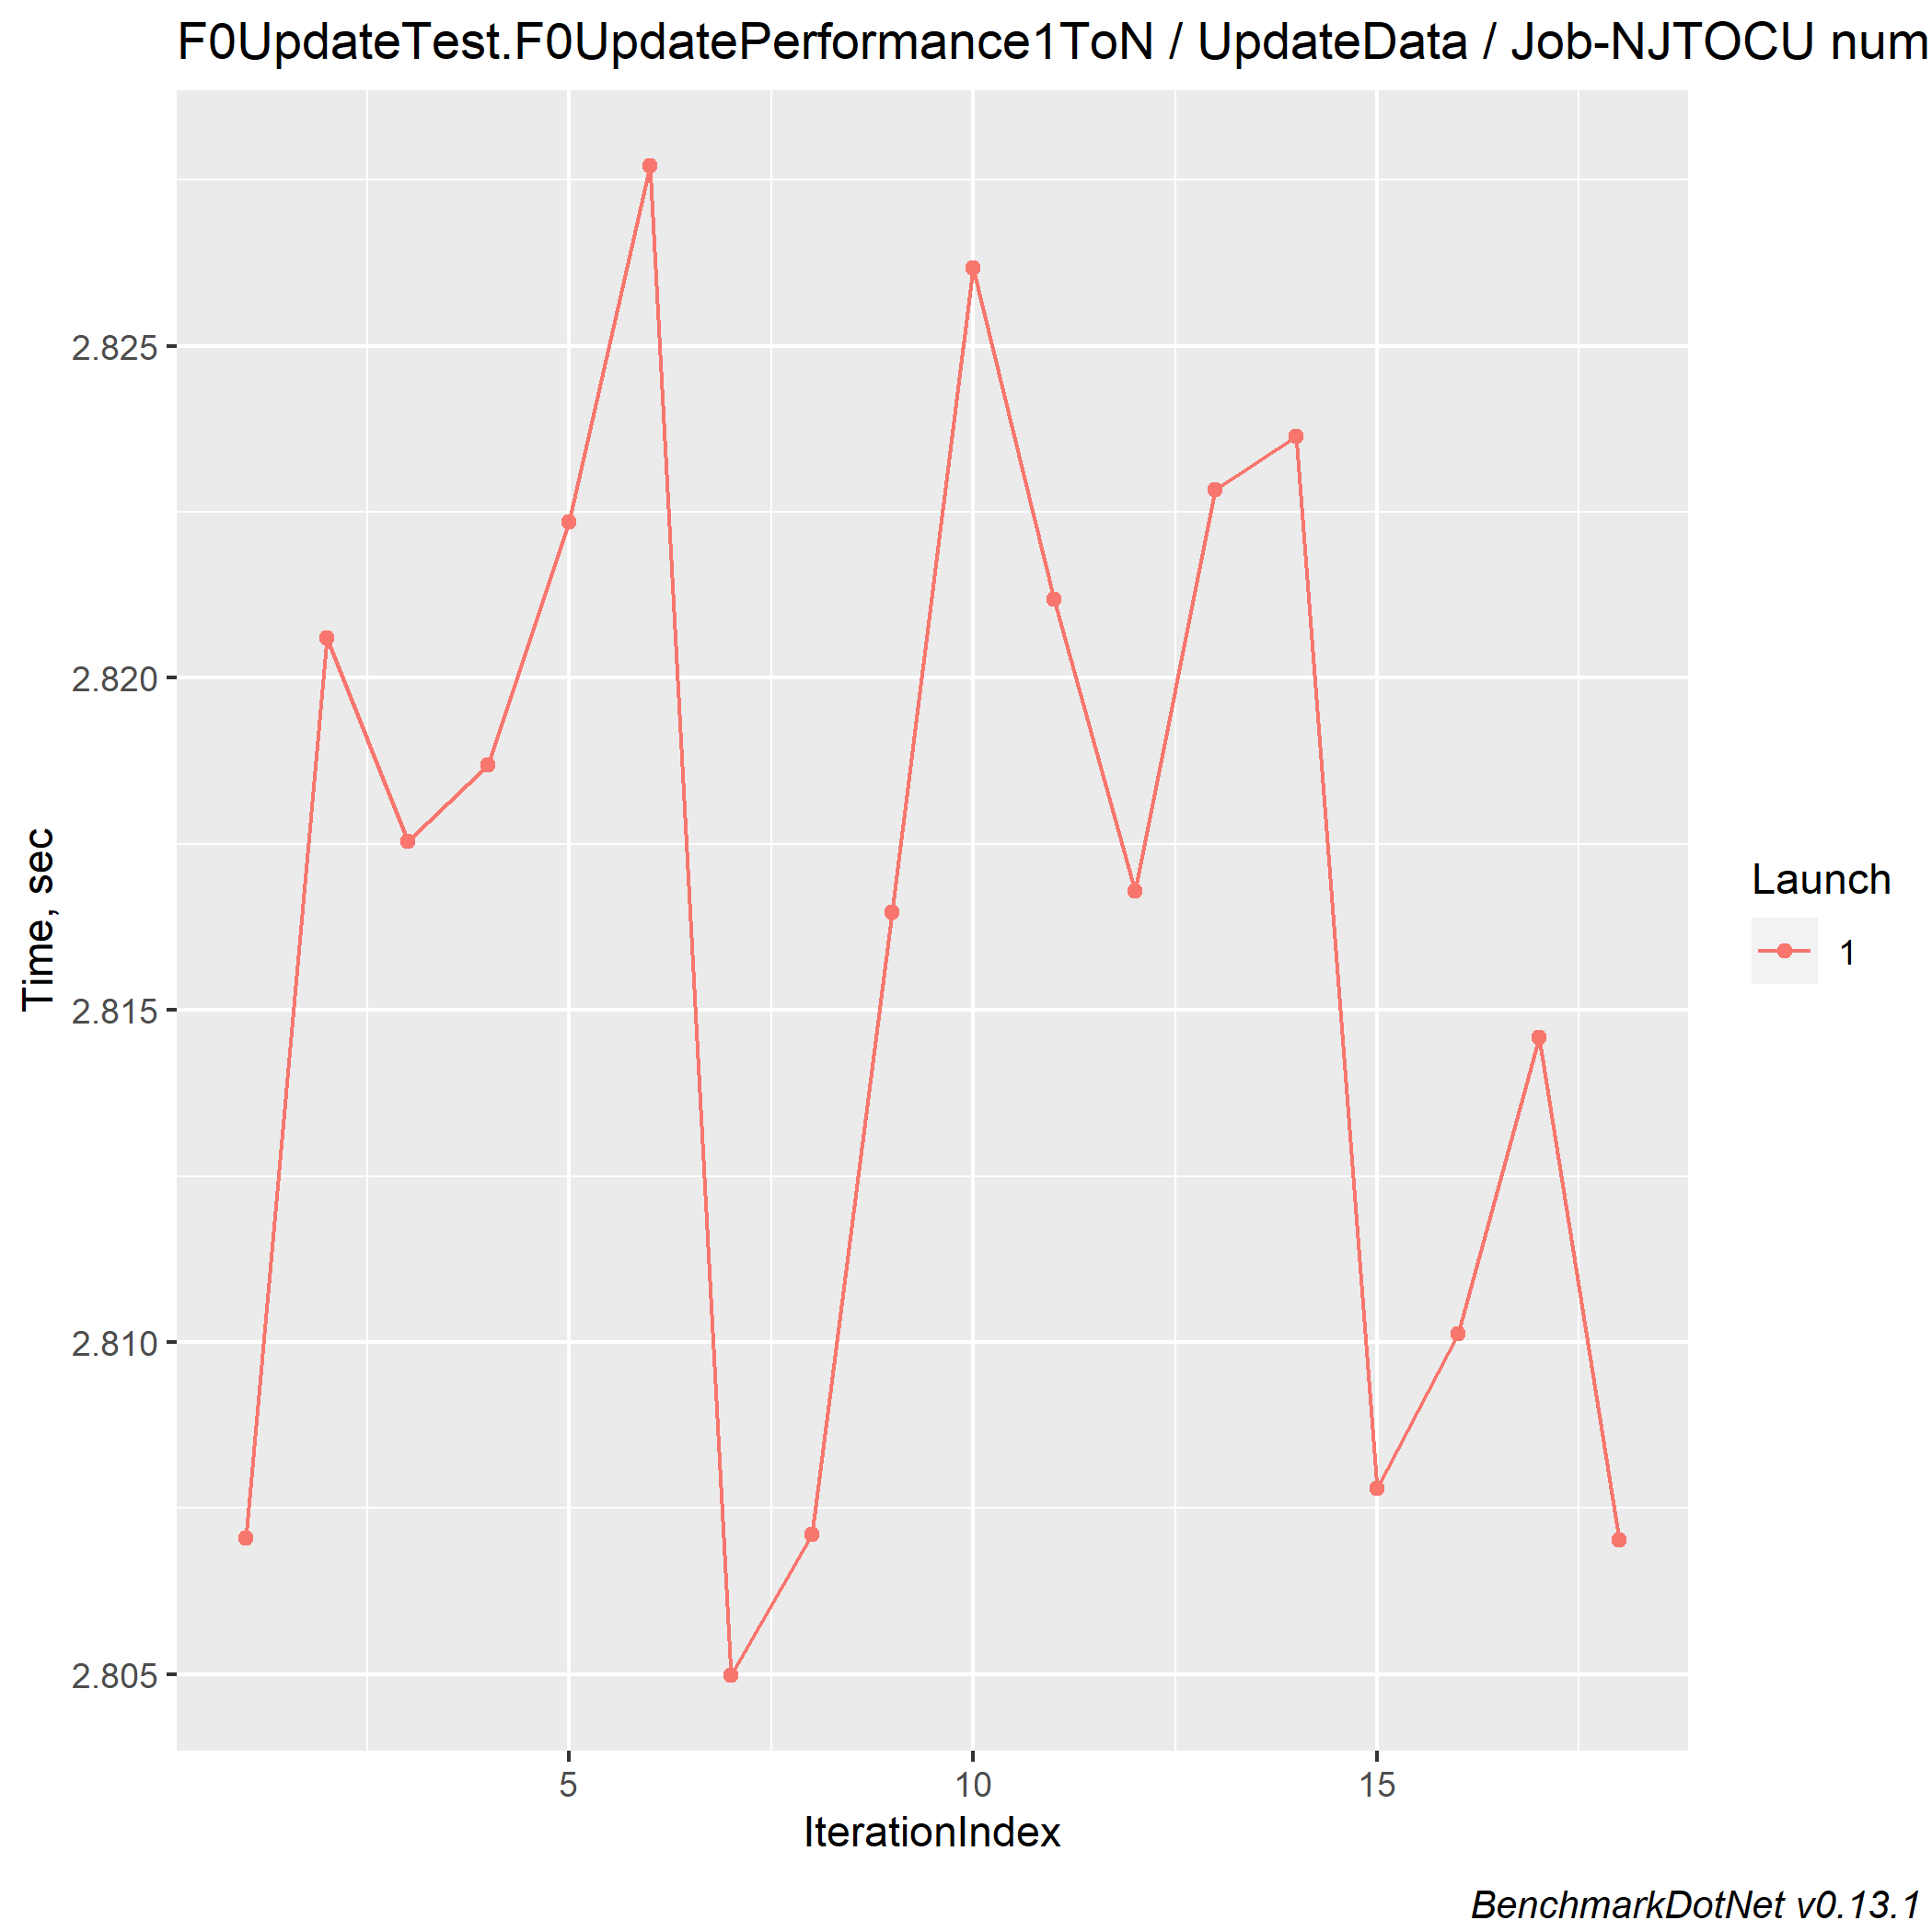 F0UpdateTest.F0UpdatePerformance1ToN / UpdateData / Job-NJTOCU num
2.825
2.820
2.815
2.810
2.805
Time, sec
5 10 15
IterationIndex
Launch
1
BenchmarkDotNet v0.13.1